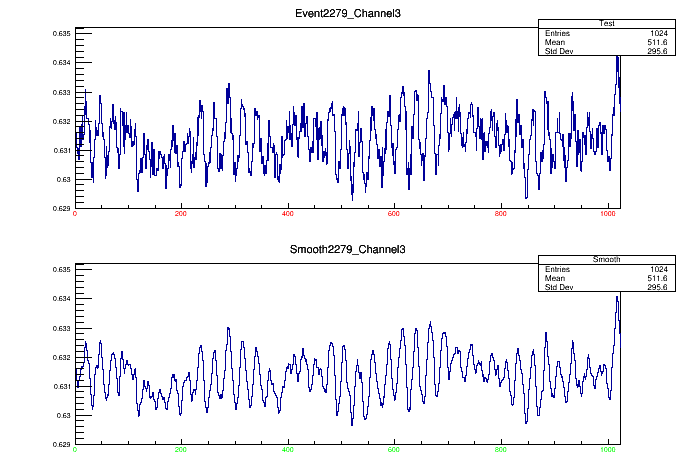 Event2279_Channel3
Test
Entries 1024
Mean 511.6
Std Dev 295.6
0.635
0.634
0.633
0.632
0.631
0.63
0.629
0 200 400 600 800 1000
Smooth2279_Channel3
Smooth
Entries 1024
Mean 511.6
Std Dev 295.6
0.635
0.634
0.633
0.632
0.631
0.63
0.629
0 200 400 600 800 1000